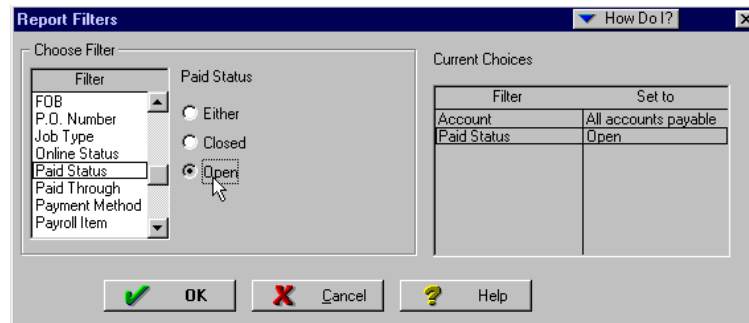 Report Filters
How Do I?
Choose Filter
Filter
FOB
P.O. Number
Job Type
Online Status
Paid Status
Paid Through
Payment Method
Payroll Item
Paid Status
Either
Closed
Open
Current Choices
Filter Set to
Account All accounts payable
Paid Status Open
OK
Cancel
Help